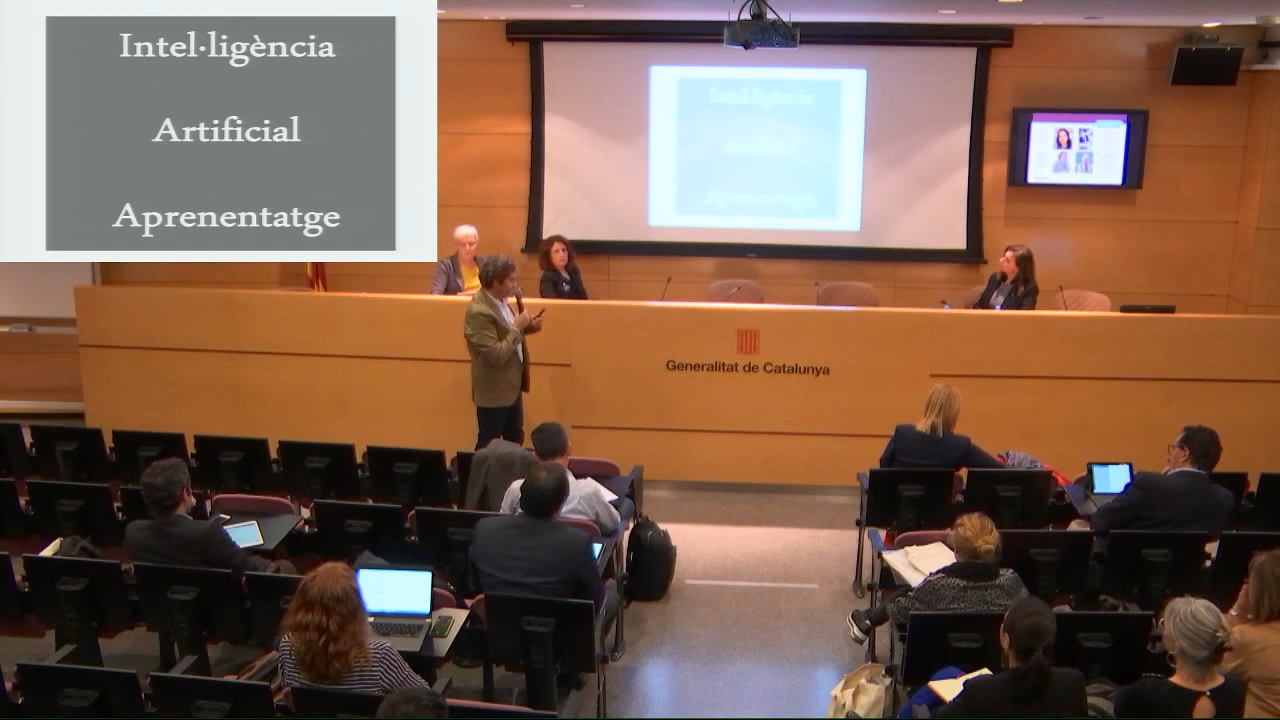 Intel·ligència
Artificial
Aprenentatge
Generalitat de Catalunya